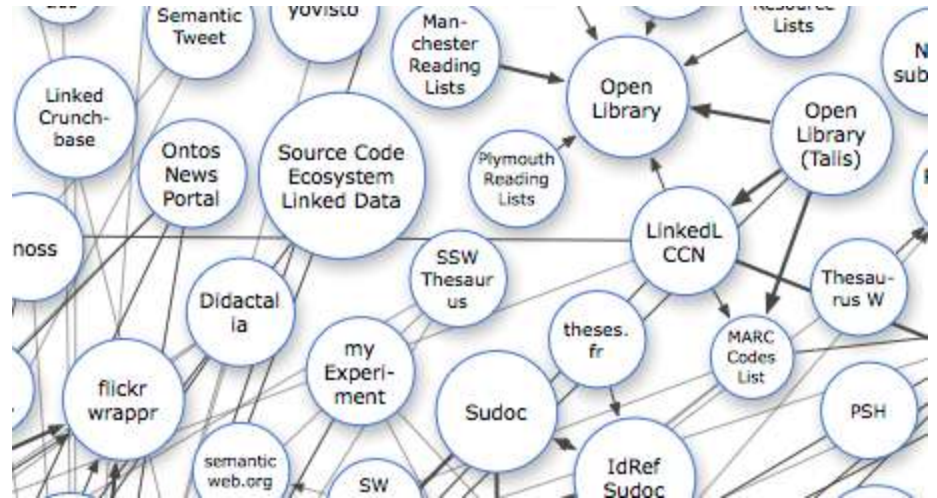 Semantic
Tweet
yovisto
Man-
chester
Reading
Lists
Resource
Lists
Linked
Crunch-
base
Open
Library
Open
Library
(Talis)
N
sub
Ontos
News
Portal
Source Code
Ecosystem
Linked Data
Plymouth
Reading
Lists
noss
LinkedL
CCN
SSW
Thesaur
us
Thesau-
rus W
Didactal
ia
theses.
fr
MARC
Codes
List
my
Experi-
ment
flickr
wrappr
Sudoc
PSH
semantic
web.org
SW
IdRef
Sudoc